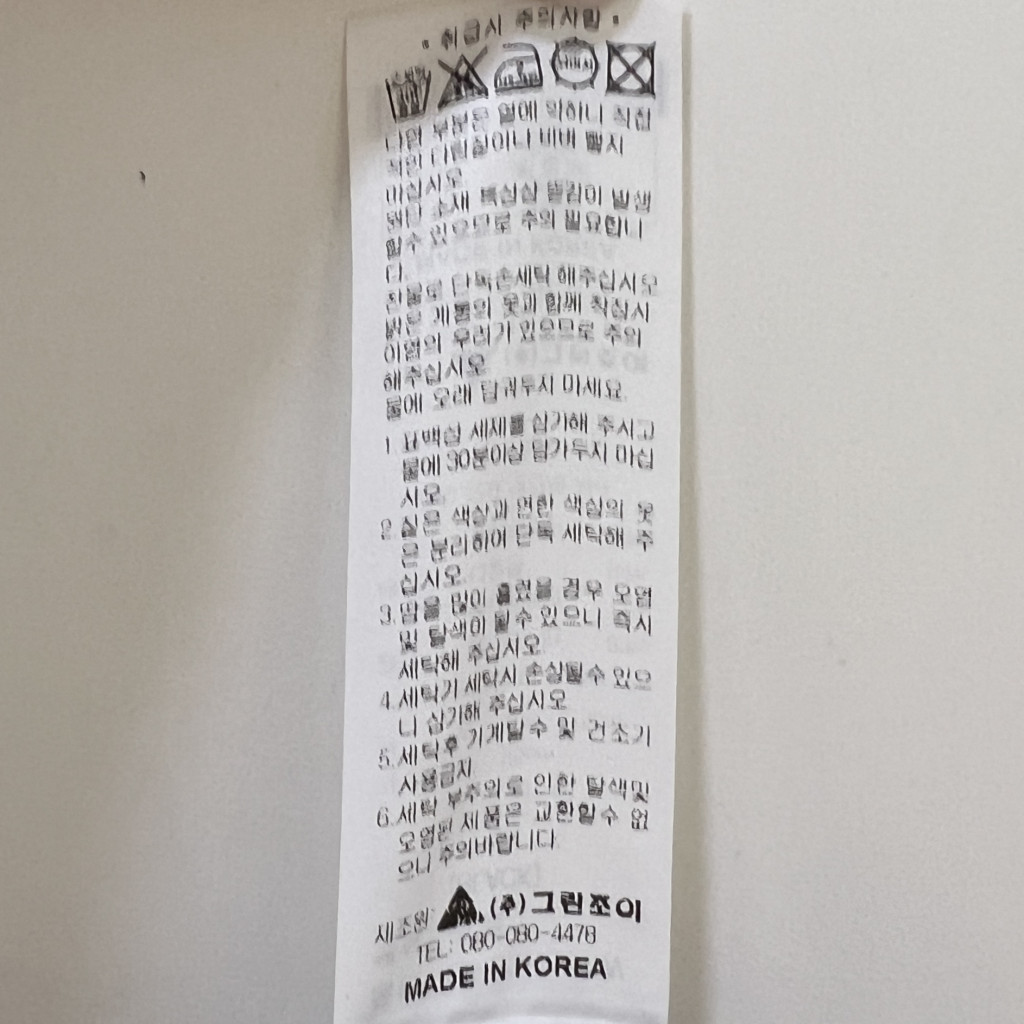 * 취급시 주의사항 *
나염 부분은 열에 약하니 직접
적인 다림질이나 비벼 빨지
마십시오
원단 소재 특성상 뜯김이 발생
할수 있으므로 주의 필요합니
다.
찬물로 단독손세탁 해주십시오
밝은 계통의 옷과 함께 착장시
이염의 우려가 있으므로 주의
해주십시오
물에 오래 담궈두지 마세요.
1. 표백성 세제를 삼가해 주시고
물에 30분이상 담가두지 마십
시오.
2. 짙은 색상과 연한 색상의 옷
은 분리하여 단독 세탁해 주
십시오.
3. 땀을 많이 흘렸을 경우 오염
및 탈색이 될수 있으니 즉시
세탁해 주십시오.
4. 세탁기 세탁시 손상될수 있으
니 삼가해 주십시오
5. 세탁후 기계탈수 및 건조기
사용금지
6. 세탁 부주의로 인한 탈색및
오염된 제품은 교환할수 없
으니 주의바랍니다.
제조원: (주)그린조이
TEL: 080-080-4478
MADE IN KOREA